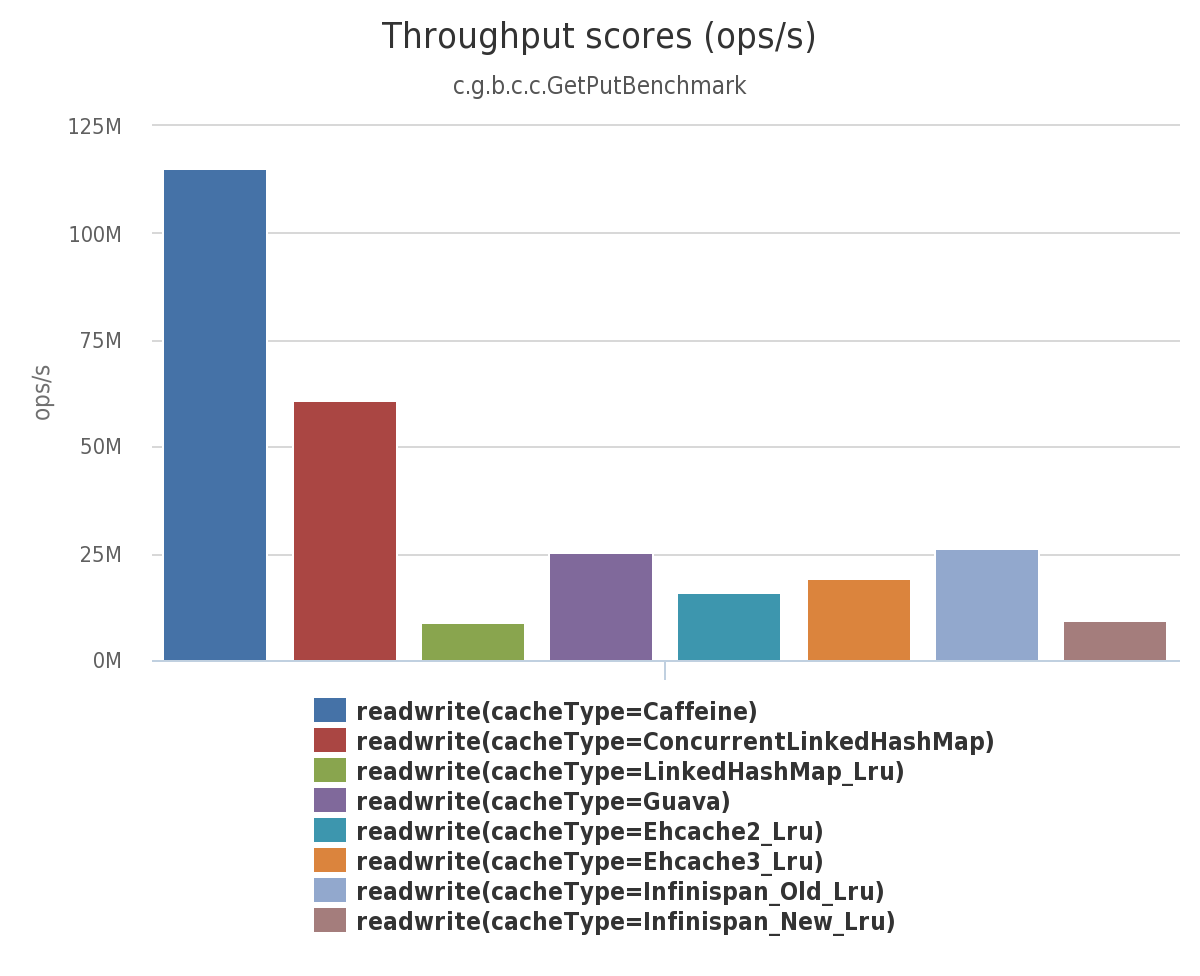 Throughput scores (ops/s)
c.g.b.c.c.GetPutBenchmark
125M
100M
75M
50M
25M
0M
ops/s
readwrite(cacheType=Caffeine)
readwrite(cacheType=ConcurrentLinkedHashMap)
readwrite(cacheType=LinkedHashMap_Lru)
readwrite(cacheType=Guava)
readwrite(cacheType=Ehcache2_Lru)
readwrite(cacheType=Ehcache3_Lru)
readwrite(cacheType=Infinispan_Old_Lru)
readwrite(cacheType=Infinispan_New_Lru)